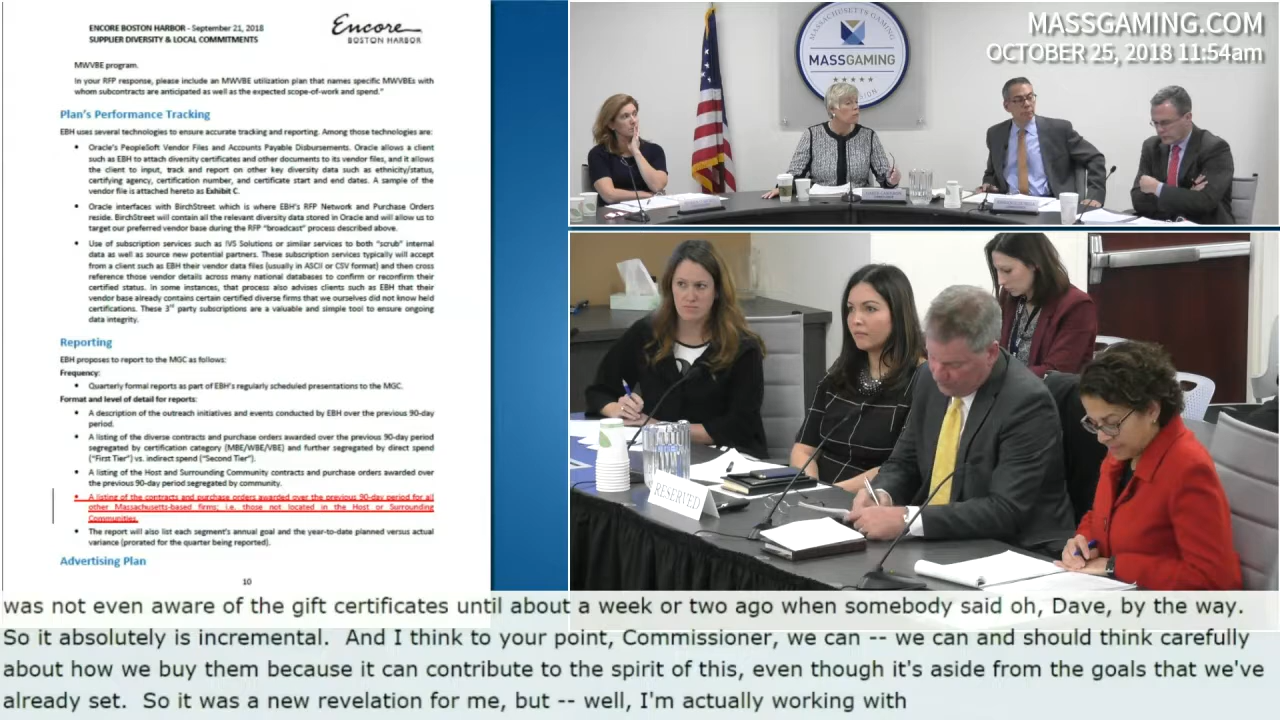 ENCORE BOSTON HARBOR - September 21, 2018
SUPPLIER DIVERSITY & LOCAL COMMITMENTS
Encore
BOSTON HARBOR
MWVBE program.
In your RFP response, please include an MWVBE utilization plan that names specific MWVBEs with
whom subcontracts are anticipated as well as the expected scope-of-work and spend."
Plan's Performance Tracking
EBH uses several technologies to ensure accurate tracking and reporting. Among those technologies are:
• Oracle's PeopleSoft Vendor Files and Accounts Payable Disbursements. Oracle allows a client
such as EBH to attach diversity certificates and other documents to its vendor files, and it allows
the client to input, track and report on other key diversity data such as ethnicity/status,
certifying agency, certification number, and certificate start and end dates. A sample of the
vendor file is attached hereto as Exhibit C.
• Oracle interfaces with BirchStreet which is where EBH's RFP Network and Purchase Orders
reside. BirchStreet will contain all the relevant diversity data stored in Oracle and will allow us to
target our preferred vendor base during the RFP "broadcast" process described above.
• Use of subscription services such as IVS Solutions or similar services to both "scrub" internal
data as well as source new potential partners. These subscription services typically will accept
from a client such as EBH their vendor data files (usually in ASCII or CSV format) and then cross
reference those vendor details across many national databases to confirm or reconfirm their
certified status. In some instances, that process also advises clients such as EBH that their
vendor base already contains certain certified diverse firms that we ourselves did not know held
certifications. These 3rd party subscriptions are a valuable and simple tool to ensure ongoing
data integrity.
Reporting
EBH proposes to report to the MGC as follows:
Frequency:
• Quarterly formal reports as part of EBH's regularly scheduled presentations to the MGC.
Format and level of detail for reports:
• A description of the outreach initiatives and events conducted by EBH over the previous 90-day
period.
• A listing of the diverse contracts and purchase orders awarded over the previous 90-day period
segregated by certification category (MBE/WBE/VBE) and further segregated by direct spend
("First Tier") vs. indirect spend ("Second Tier").
• A listing of the Host and Surrounding Community contracts and purchase orders awarded over
the previous 90-day period segregated by community.
• A listing of the contracts and purchase orders awarded over the previous 90-day period for all
other Massachusetts-based firms; i.e. those not located in the Host or Surrounding
Communities.
• The report will also list each segment's annual goal and the year-to-date planned versus actual
variance (prorated for the quarter being reported).
Advertising Plan
10
MASSGAMING.COM
OCTOBER 25, 2018 11:54am
MASSACHUSETTS GAMING
MASSGAMING
RESERVED
was not even aware of the gift certificates until about a week or two ago when somebody said oh, Dave, by the way.
So it absolutely is incremental. And I think to your point, Commissioner, we can -- we can and should think carefully
about how we buy them because it can contribute to the spirit of this, even though it's aside from the goals that we've
already set. So it was a new revelation for me, but -- well, I'm actually working with